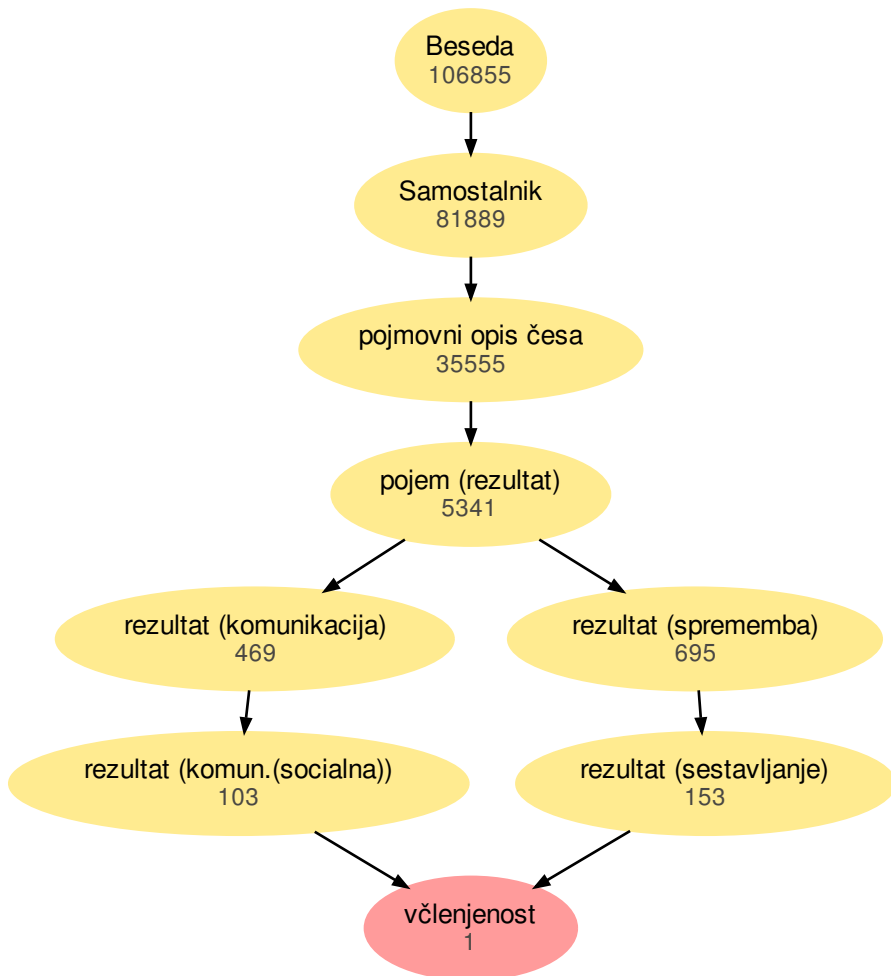 Beseda
106855
Samostalnik
81889
pojmovni opis česa
35555
pojem (rezultat)
5341
rezultat (komunikacija)
469
rezultat (sprememba)
695
rezultat (komun.(socialna))
103
rezultat (sestavljanje)
153
včlenjenost
1